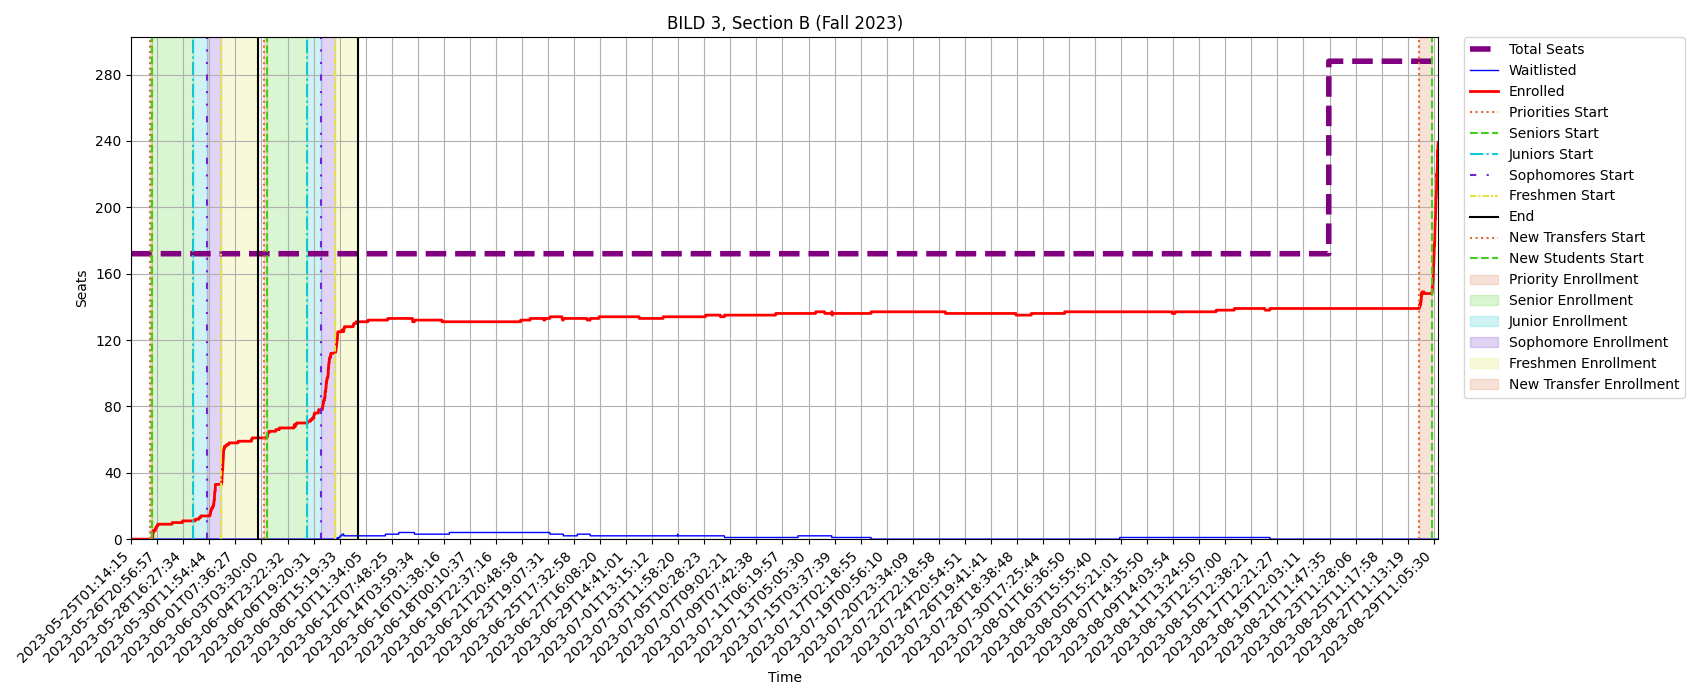 BILD 3, Section B (Fall 2023)
Seats
280
240
200
160
120
80
40
0
2023-05-25T01:14:15
2023-05-26T20:56:57
2023-05-28T16:27:34
2023-05-30T11:54:44
2023-06-01T07:36:27
2023-06-03T03:30:00
2023-06-04T23:22:32
2023-06-06T19:20:31
2023-06-08T15:19:33
2023-06-10T11:34:05
2023-06-12T07:48:25
2023-06-14T03:59:34
2023-06-16T01:38:16
2023-06-18T00:10:37
2023-06-19T22:37:16
2023-06-21T20:48:58
2023-06-23T19:07:31
2023-06-25T17:32:58
2023-06-27T16:08:20
2023-06-29T14:41:01
2023-07-01T13:15:12
2023-07-03T11:58:20
2023-07-05T10:28:23
2023-07-07T09:02:21
2023-07-09T07:42:38
2023-07-11T06:19:57
2023-07-13T05:05:30
2023-07-15T03:37:39
2023-07-17T02:18:55
2023-07-19T00:56:10
2023-07-20T23:34:09
2023-07-22T22:18:58
2023-07-24T20:54:51
2023-07-26T19:41:41
2023-07-28T18:38:48
2023-07-30T17:25:44
2023-08-01T16:36:50
2023-08-03T15:55:40
2023-08-05T15:21:01
2023-08-07T14:35:50
2023-08-09T14:03:54
2023-08-11T13:24:50
2023-08-13T12:57:00
2023-08-15T12:38:21
2023-08-17T12:21:27
2023-08-19T12:03:11
2023-08-21T11:47:35
2023-08-23T11:28:06
2023-08-25T11:17:58
2023-08-27T11:13:19
2023-08-29T11:05:30
Time
Total Seats
Waitlisted
Enrolled
Priorities Start
Seniors Start
Juniors Start
Sophomores Start
Freshmen Start
End
New Transfers Start
New Students Start
Priority Enrollment
Senior Enrollment
Junior Enrollment
Sophomore Enrollment
Freshmen Enrollment
New Transfer Enrollment